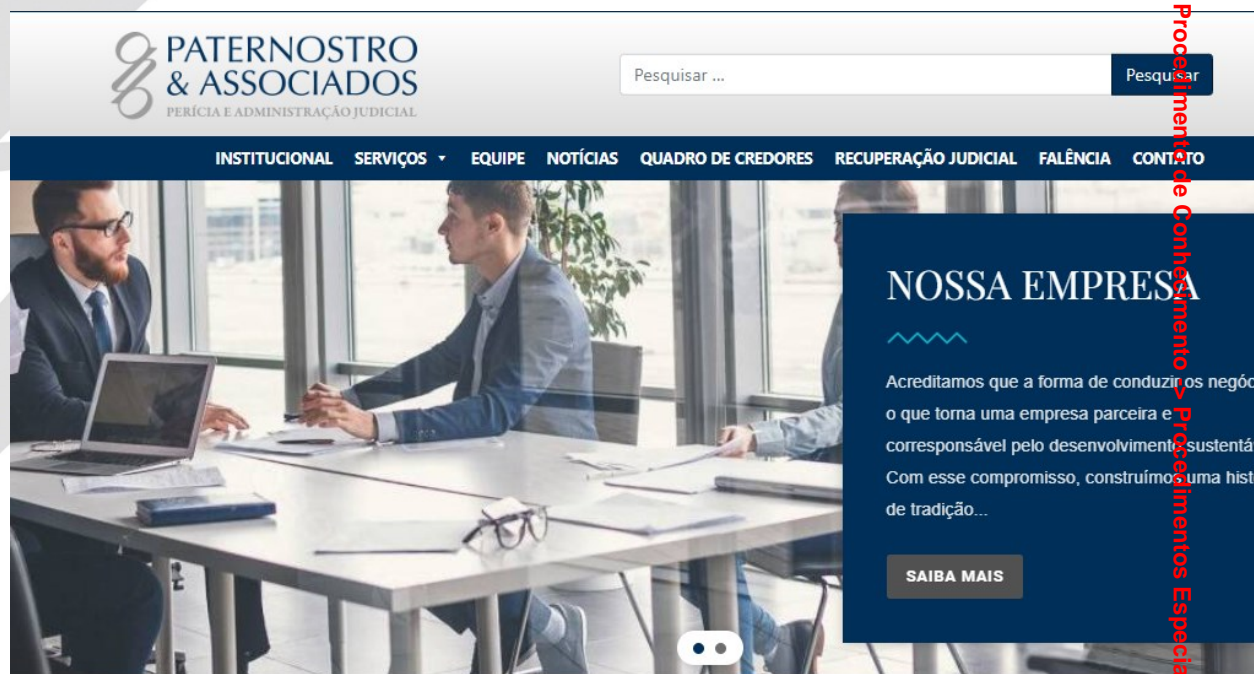 PATERNOSTRO
& ASSOCIADOS
PERÍCIA E ADMINISTRAÇÃO JUDICIAL
Pesquisar ...
Pesquisar
INSTITUCIONAL SERVIÇOS EQUIPE NOTÍCIAS QUADRO DE CREDORES RECUPERAÇÃO JUDICIAL FALÊNCIA CONTATO
NOSSA EMPRESA
Acreditamos que a forma de conduzir os negóc
o que torna uma empresa parceira e
corresponsável pelo desenvolvimento sustentá
Com esse compromisso, construímos uma hist
de tradição...
SAIBA MAIS
Procedimento de Conhecimento -> Procedimentos Especia